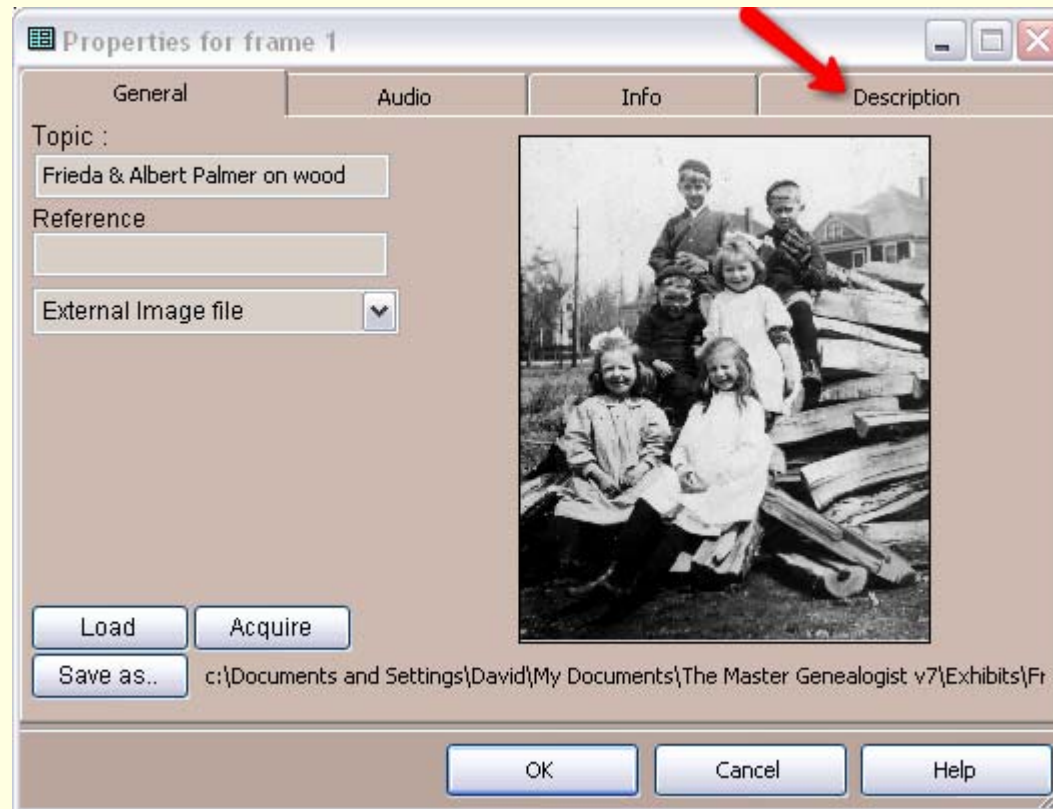 Properties for frame 1
General Audio Info Description
Topic :
Frieda & Albert Palmer on wood
Reference
External Image file
Load Acquire
Save as.. c:\Documents and Settings\David\My Documents\The Master Genealogist v7\Exhibits\Fr
OK Cancel Help